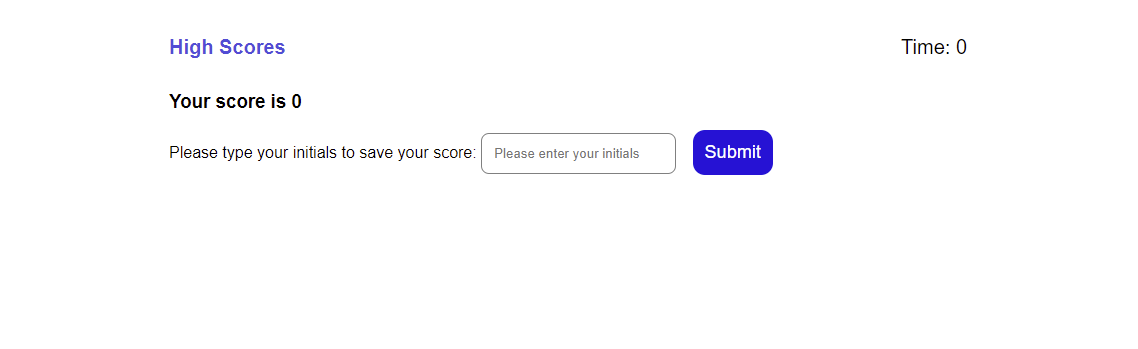 High Scores Time: 0
Your score is 0
Please type your initials to save your score: Please enter your initials Submit